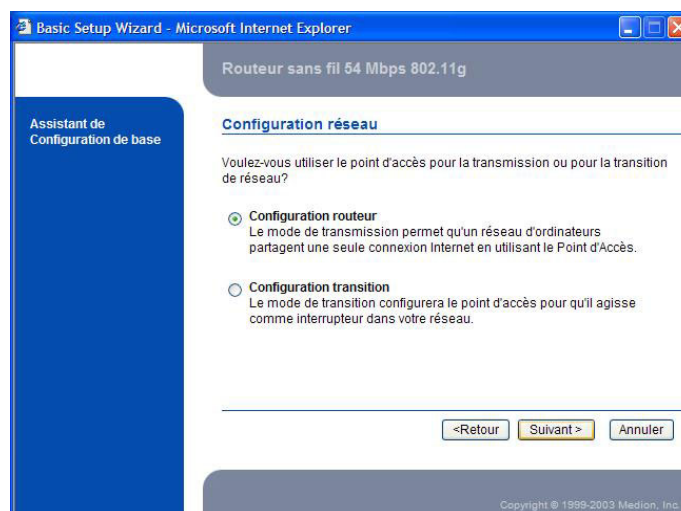 Basic Setup Wizard - Microsoft Internet Explorer
Routeur sans fil 54 Mbps 802.11g
Assistant de
Configuration de base
Configuration réseau
Voulez-vous utiliser le point d'accès pour la transmission ou pour la transition
de réseau?
Configuration routeur
Le mode de transmission permet qu'un réseau d'ordinateurs
partagent une seule connexion Internet en utilisant le Point d'Accès.
Configuration transition
Le mode de transition configurera le point d'accès pour qu'il agisse
comme interrupteur dans votre réseau.
<Retour Suivant > Annuler
Copyright © 1999-2003 Medion, Inc.